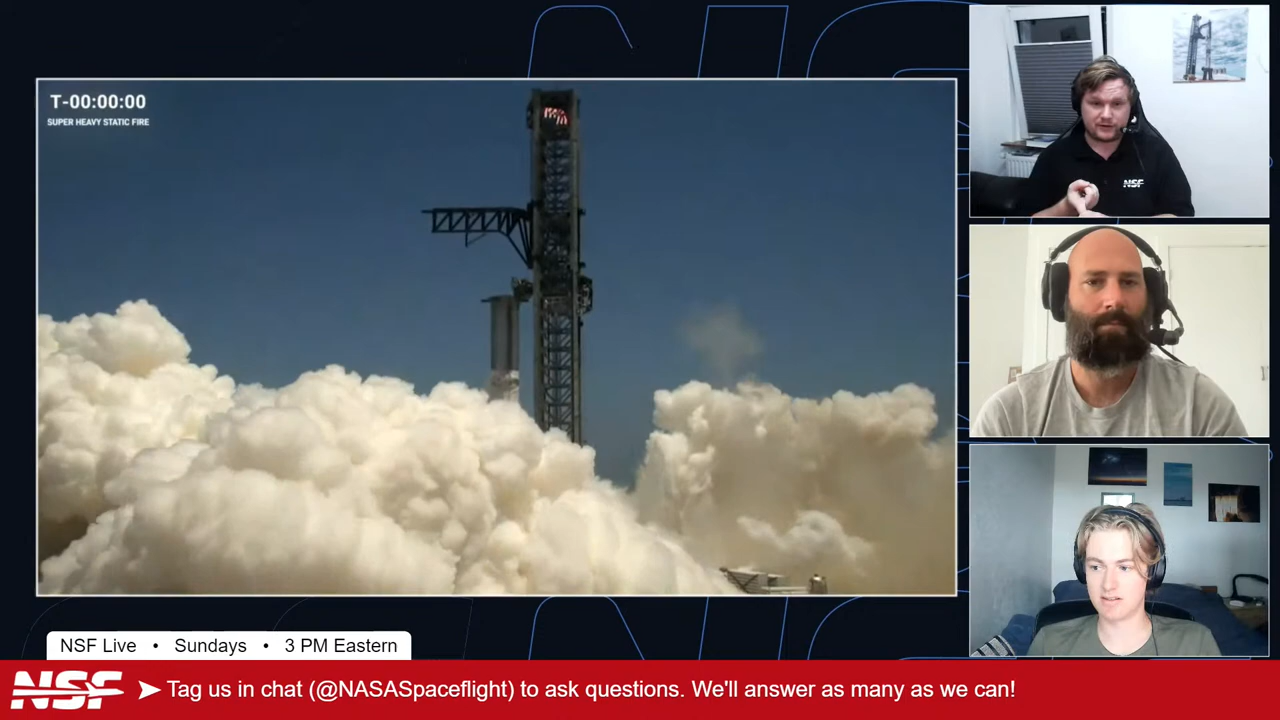 T-00:00:00
SUPER HEAVY STATIC FIRE
NSF
NSF Live • Sundays • 3 PM Eastern
NSF
Tag us in chat (@NASASpaceflight) to ask questions. We'll answer as many as we can!